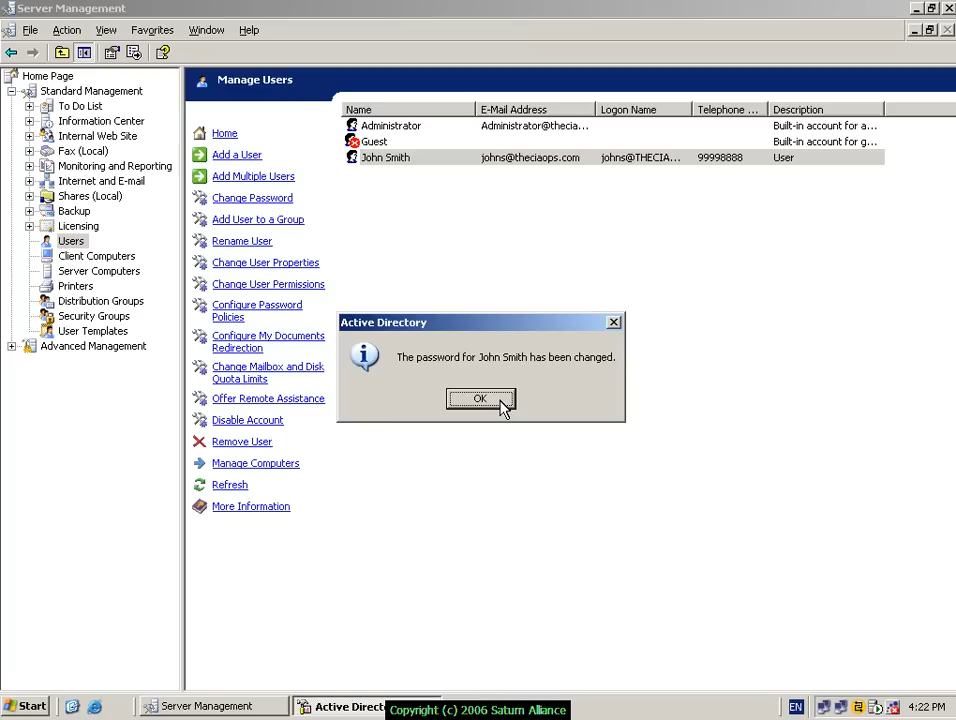 Server Management
File Action View Favorites Window Help
Home Page
Standard Management
To Do List
Information Center
Internal Web Site
Fax (Local)
Monitoring and Reporting
Internet and E-mail
Shares (Local)
Backup
Licensing
Users
Client Computers
Server Computers
Printers
Distribution Groups
Security Groups
User Templates
Advanced Management
Manage Users
Home
Add a User
Add Multiple Users
Change Password
Add User to a Group
Rename User
Change User Properties
Change User Permissions
Configure Password
Policies
Configure My Documents
Redirection
Change Mailbox and Disk
Quota Limits
Offer Remote Assistance
Disable Account
Remove User
Manage Computers
Refresh
More Information
Name E-Mail Address Logon Name Telephone ... Description
Administrator Administrator@thecia... Built-in account for a...
Guest Built-in account for g...
John Smith johns@theciaops.com johns@THECIA... 99998888 User
Active Directory
The password for John Smith has been changed.
OK
Start Server Management Active Direct EN 4:22 PM
Copyright (c) 2006 Saturn Alliance